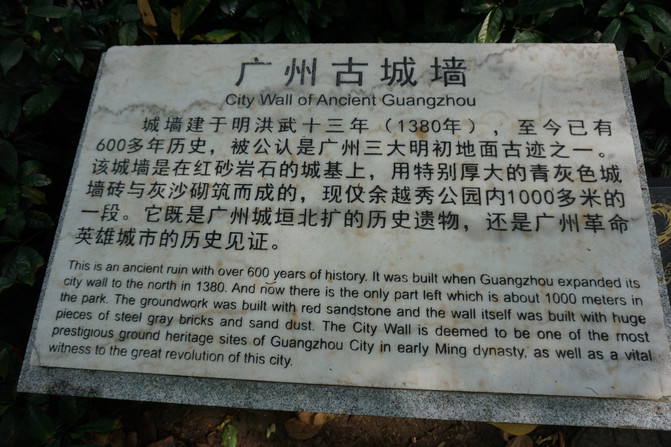 广州古城墙
City Wall of Ancient Guangzhou
城墙建于明洪武十三年（1380年），至今已有
600多年历史，被公认是广州三大明初地面古迹之一。
该城墙是在红砂岩石的城基上，用特别厚大的青灰色城
墙砖与灰沙砌筑而成的，现仅余越秀公园内1000多米的
一段。它既是广州城垣北扩的历史遗物，还是广州革命
英雄城市的历史见证。
This is an ancient ruin with over 600 years of history. It was built when Guangzhou expanded its
city wall to the north in 1380. And now there is the only part left which is about 1000 meters in
the park. The groundwork was built with red sandstone and the wall itself was built with huge
pieces of steel gray bricks and sand dust. The City Wall is deemed to be one of the most
prestigious ground heritage sites of Guangzhou City in early Ming dynasty, as well as a vital
witness to the great revolution of this city.